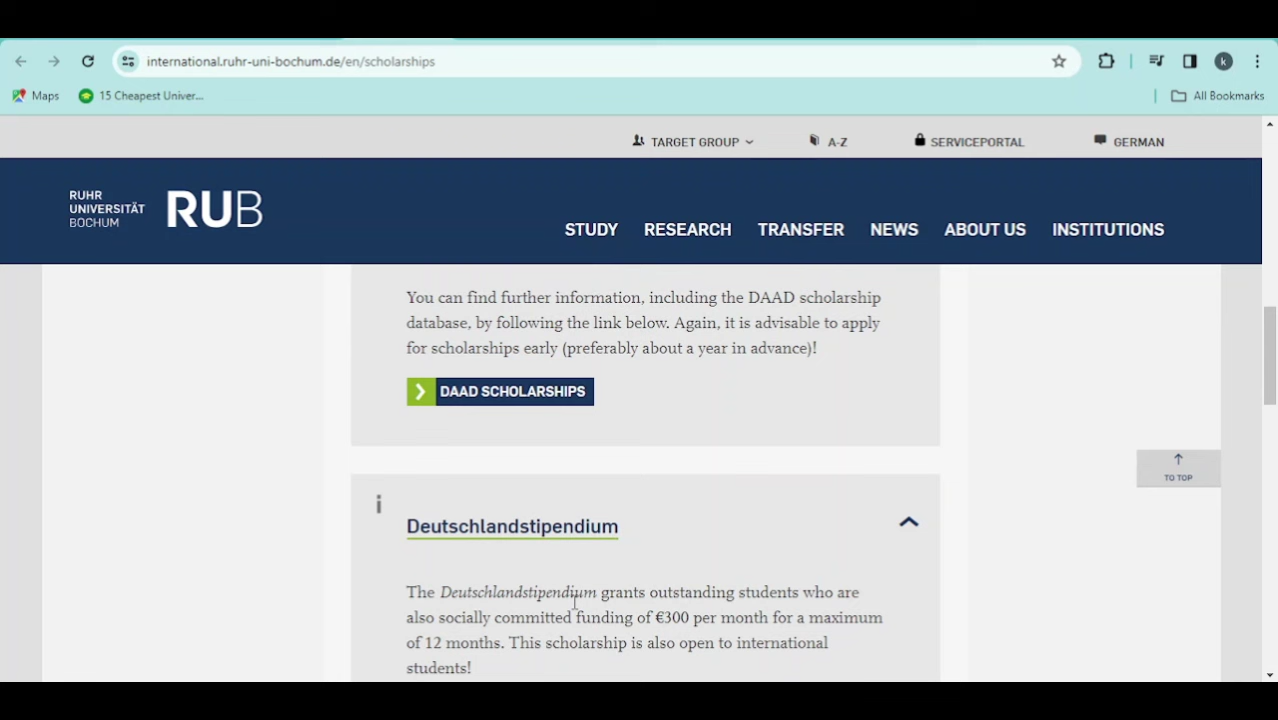 international.ruhr-uni-bochum.de/en/scholarships
k
Maps
15 Cheapest Univer...
All Bookmarks
TARGET GROUP
A-Z
SERVICEPORTAL
GERMAN
RUHR
UNIVERSITÄT
BOCHUM
RUB
STUDY
RESEARCH
TRANSFER
NEWS
ABOUT US
INSTITUTIONS
You can find further information, including the DAAD scholarship
database, by following the link below. Again, it is advisable to apply
for scholarships early (preferably about a year in advance)!
DAAD SCHOLARSHIPS
TO TOP
i
Deutschlandstipendium
The Deutschlandstipendium grants outstanding students who are
also socially committed funding of €300 per month for a maximum
of 12 months. This scholarship is also open to international
students!